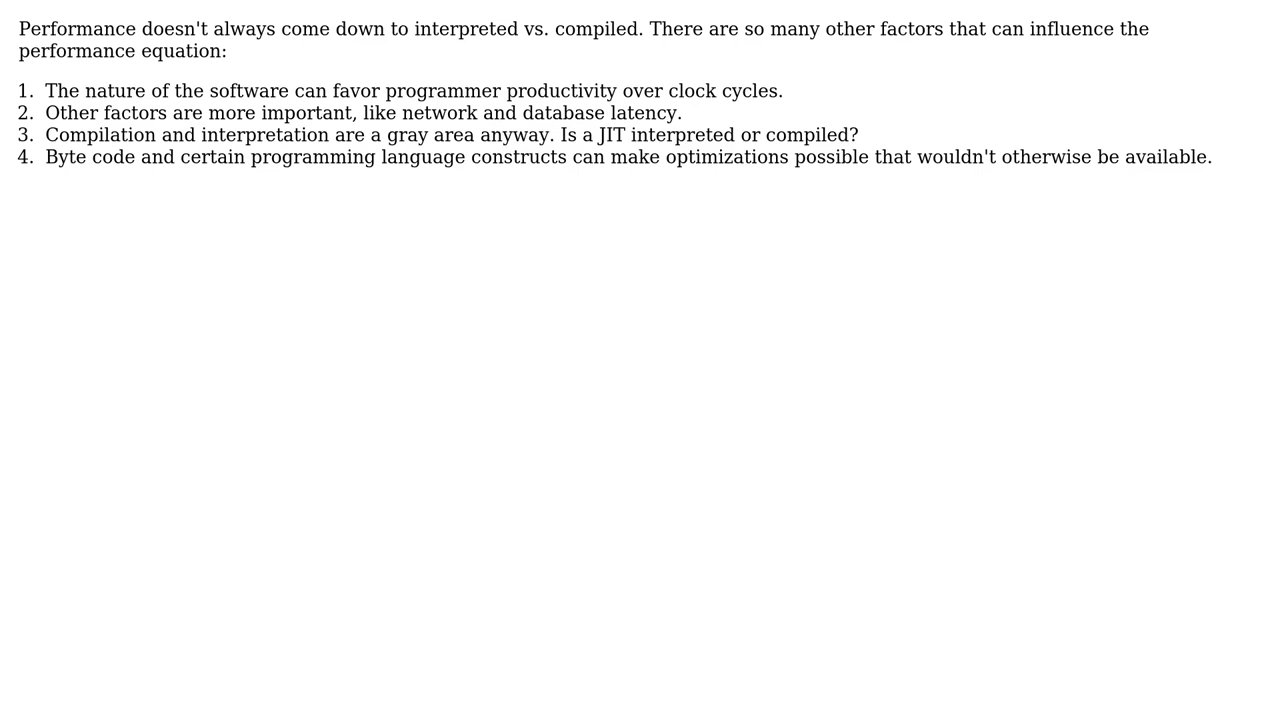 Performance doesn't always come down to interpreted vs. compiled. There are so many other factors that can influence the
performance equation:
1. The nature of the software can favor programmer productivity over clock cycles.
2. Other factors are more important, like network and database latency.
3. Compilation and interpretation are a gray area anyway. Is a JIT interpreted or compiled?
4. Byte code and certain programming language constructs can make optimizations possible that wouldn't otherwise be available.